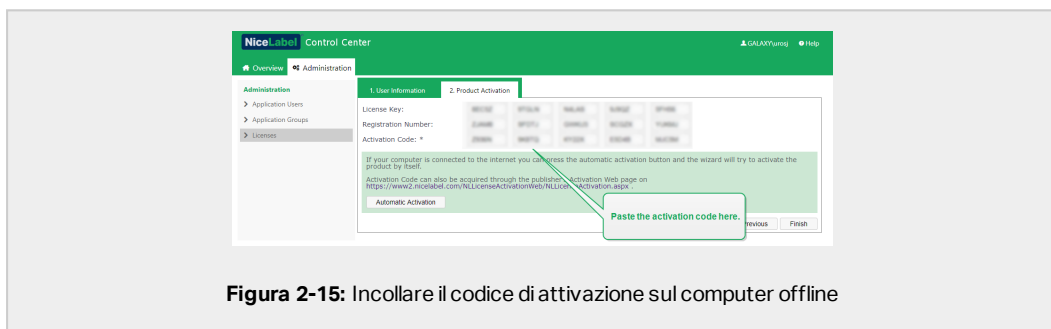 NiceLabel Control Center
GALAXY\urosj Help
Overview Administration
Administration
Application Users
Application Groups
Licenses
1. User Information 2. Product Activation
License Key:
Registration Number:
Activation Code: *
If your computer is connected to the internet you can press the automatic activation button and the wizard will try to activate the
product by itself.
Activation Code can also be acquired through the publisher Activation Web page on
https://www2.nicelabel.com/NLLicenseActivationWeb/NLLicenseActivation.aspx .
Automatic Activation
Paste the activation code here.
Finish
Figura 2-15: Incollare il codice di attivazione sul computer offline